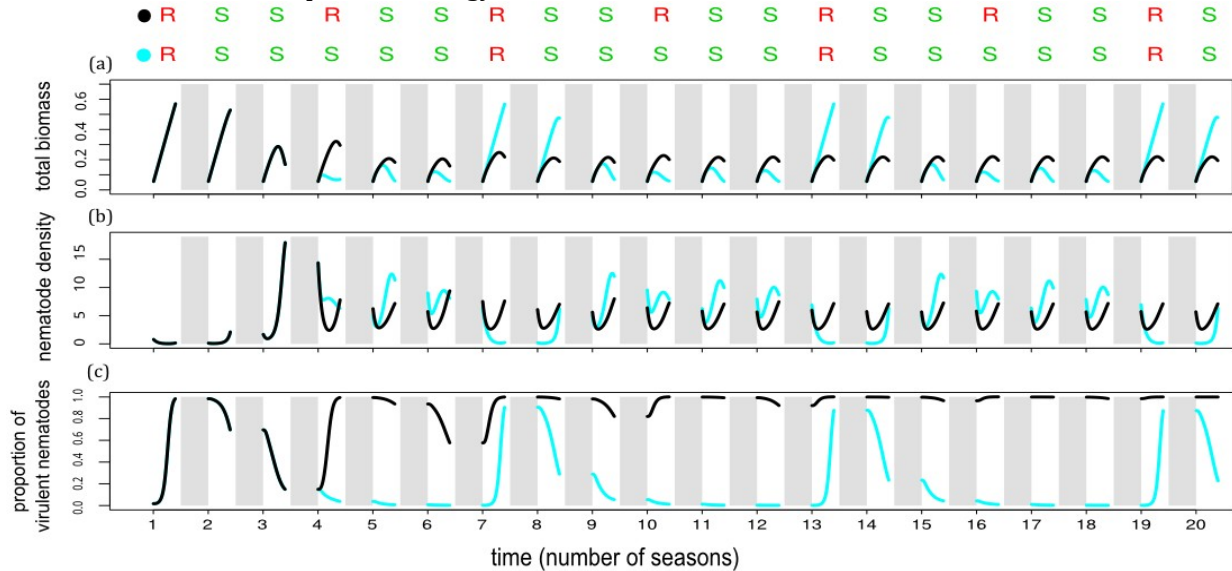 R S S R S S R S S R S S R S S R S S R S
R S S S S S R S S S S S R S S S S S R S
(a)
total biomass
0.0 0.2 0.4 0.6
(b)
nematode density
0 5 10 15
(c)
proportion of
virulent nematodes
0.0 0.2 0.4 0.6 0.8 1.0
1 2 3 4 5 6 7 8 9 10 11 12 13 14 15 16 17 18 19 20
time (number of seasons)